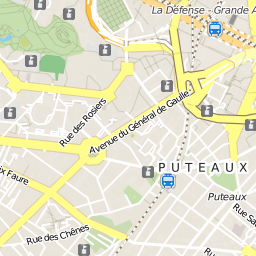 La Défense - Grande A
Rue des Rosiers
Avenue du Général de Gaulle
PUTEAUX
ix Faure
Puteaux
Rue Sa
Rue des Chênes